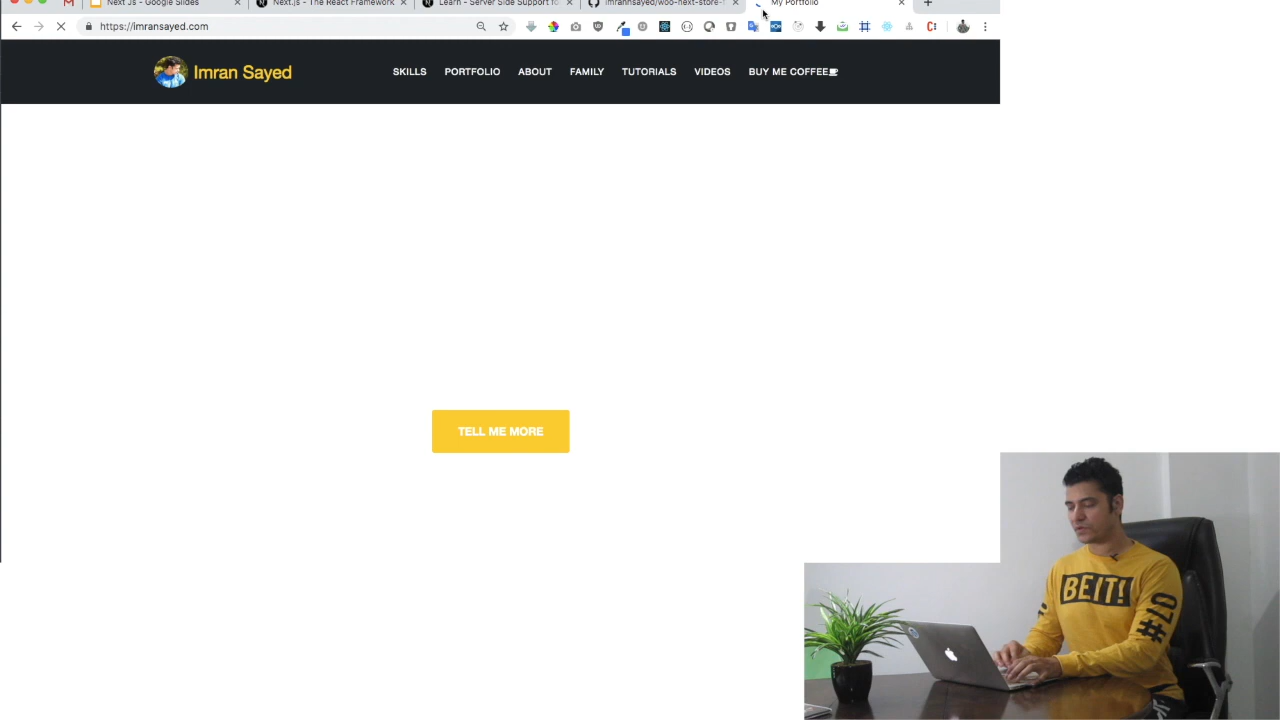 Next Js - Google Slides
Next.js - The React Framework
Learn - Server Side Support fo
imranhsayed/woo-next-store-
My Portfolio
https://imransayed.com
Imran Sayed
SKILLS
PORTFOLIO
ABOUT
FAMILY
TUTORIALS
VIDEOS
BUY ME COFFEE
TELL ME MORE
BEIT!
#LO